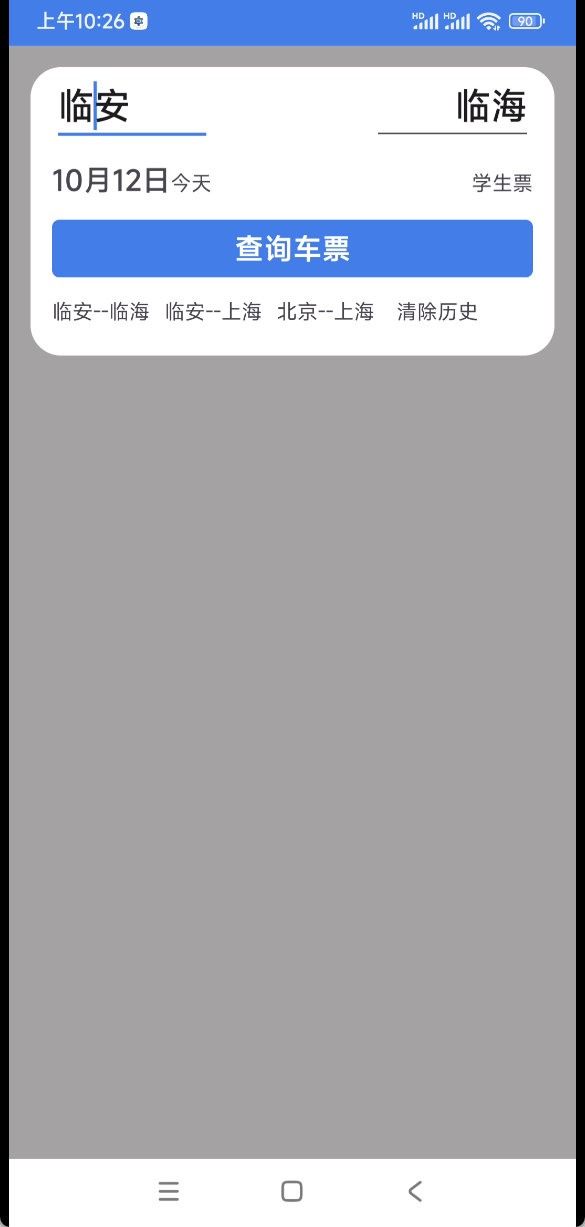 上午10:26 HD HD 90
临安 临海
10月12日今天 学生票
查询车票
临安--临海 临安--上海 北京--上海 清除历史